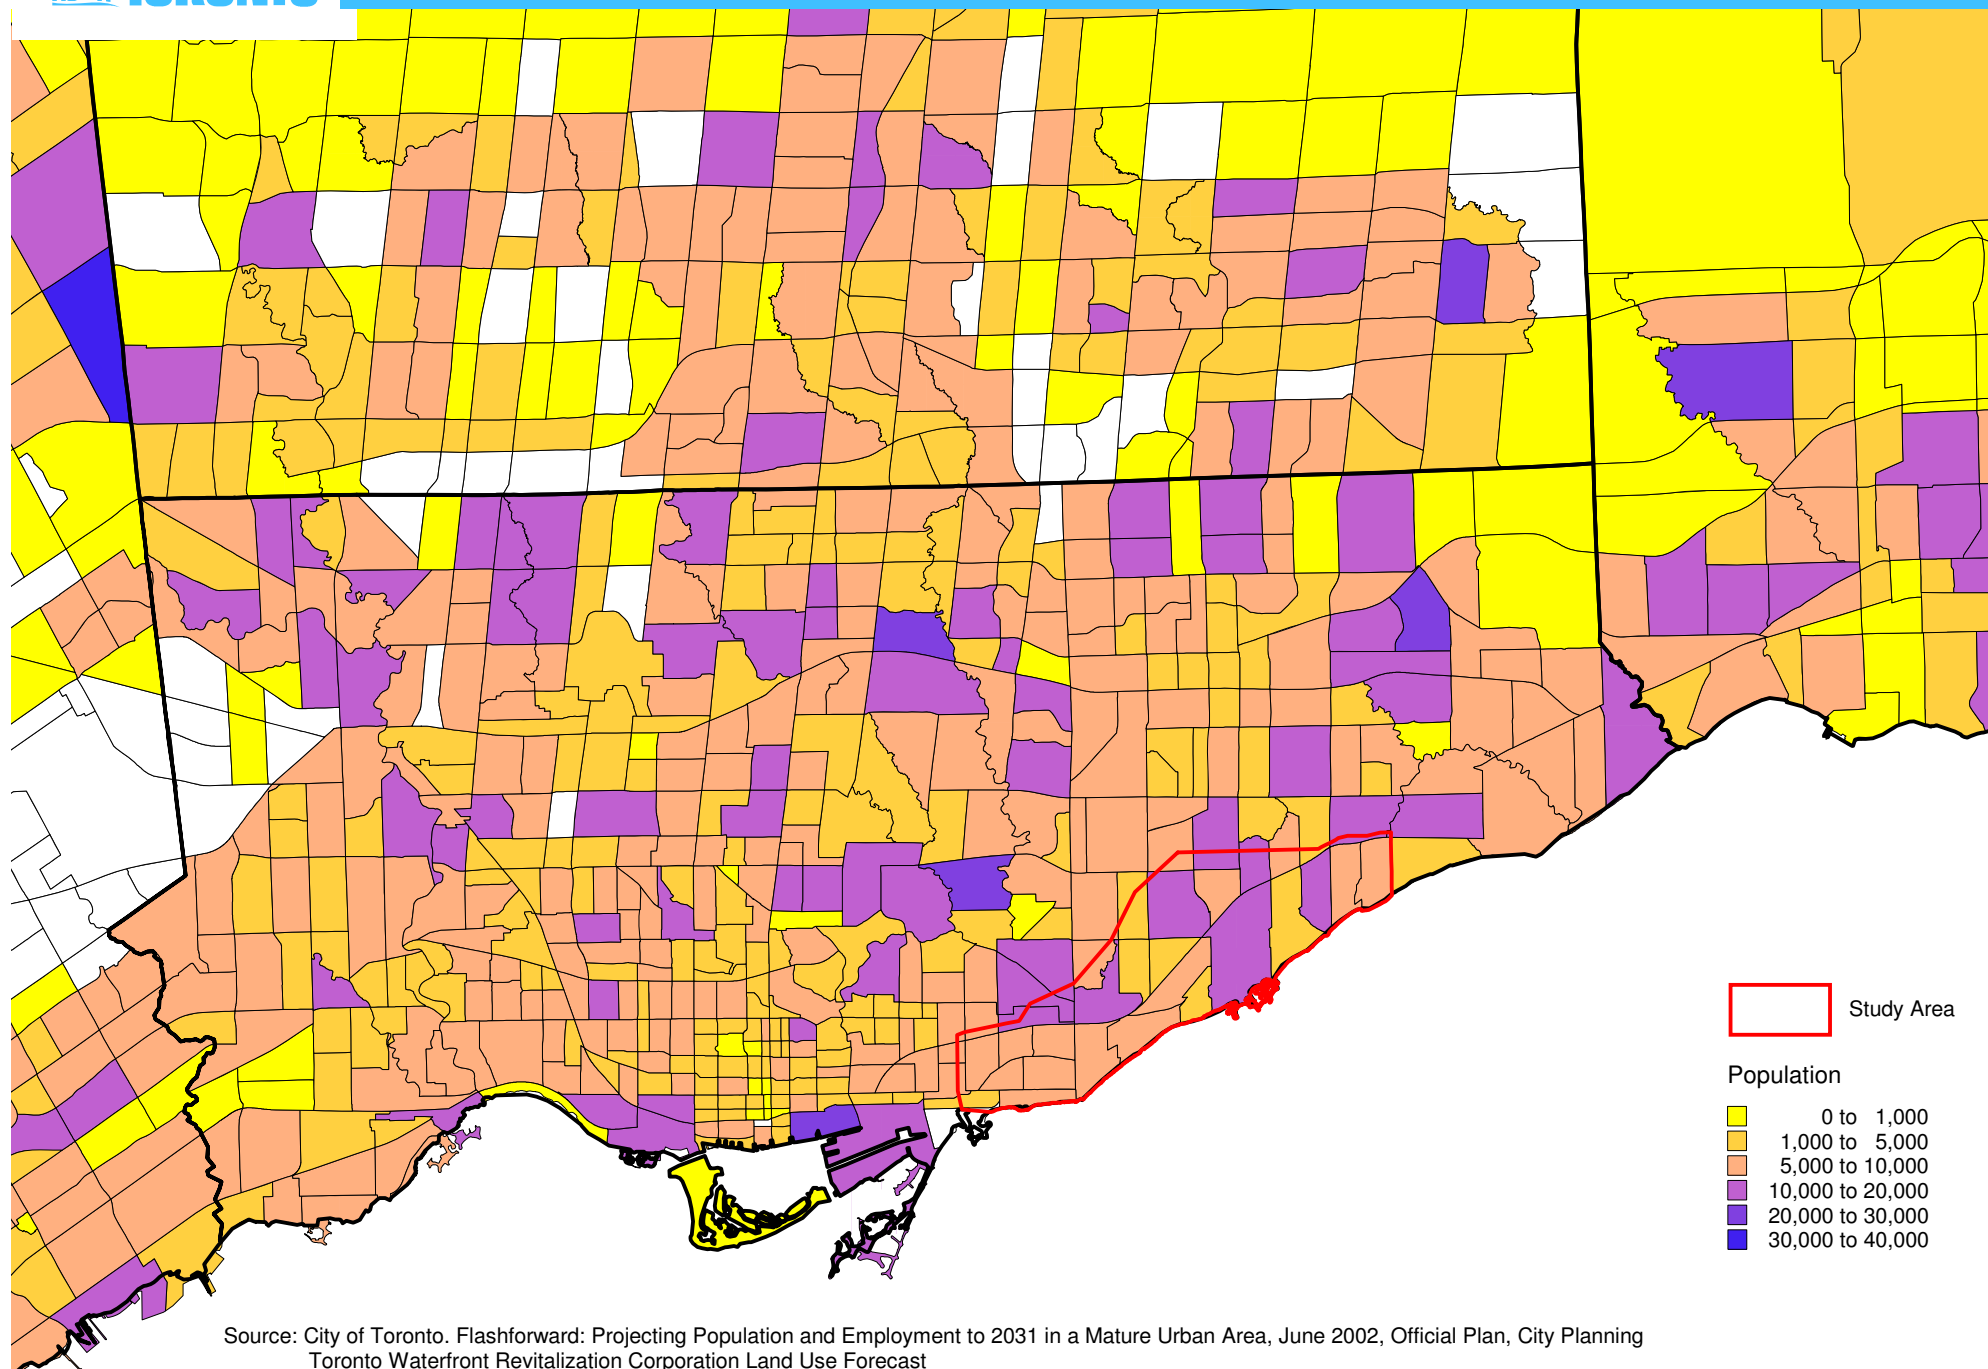 TORONTO
Study Area
Population
0 to 1,000
1,000 to 5,000
5,000 to 10,000
10,000 to 20,000
20,000 to 30,000
30,000 to 40,000
Source: City of Toronto. Flashforward: Projecting Population and Employment to 2031 in a Mature Urban Area, June 2002, Official Plan, City Planning
Toronto Waterfront Revitalization Corporation Land Use Forecast